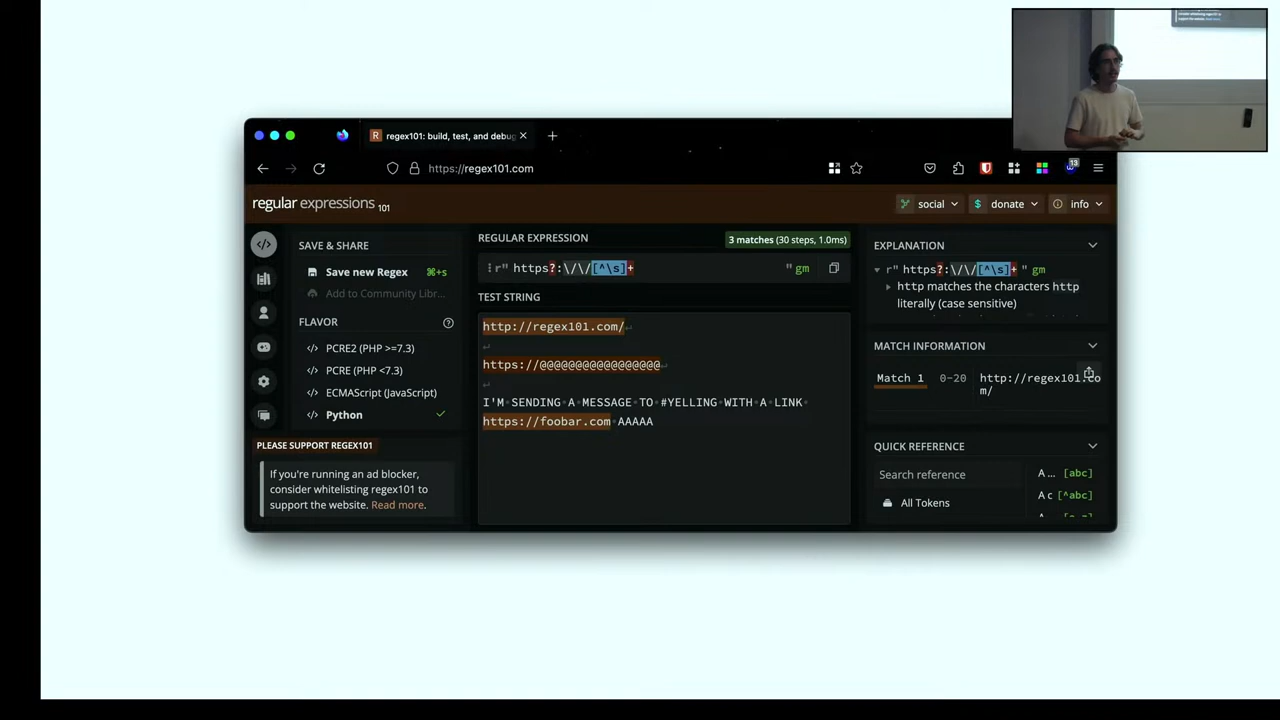 regex101: build, test, and debug
https://regex101.com
13
regular expressions 101
social
donate
info
SAVE & SHARE
Save new Regex ⌘+s
Add to Community Libr...
FLAVOR
PCRE2 (PHP >=7.3)
PCRE (PHP <7.3)
ECMAScript (JavaScript)
Python
PLEASE SUPPORT REGEX101
If you're running an ad blocker,
consider whitelisting regex101 to
support the website. Read more.
REGULAR EXPRESSION
3 matches (30 steps, 1.0ms)
r" https?:\/\/[^\s]+ " gm
TEST STRING
http://regex101.com/
https://@@@@@@@@@@@@@@@@@
I'M SENDING A MESSAGE TO #YELLING WITH A LINK
https://foobar.com AAAAA
EXPLANATION
r" https?:\/\/[^\s]+ " gm
http matches the characters http
literally (case sensitive)
MATCH INFORMATION
Match 1 0-20 http://regex101.co
m/
QUICK REFERENCE
Search reference
A ... [abc]
A c [^abc]
All Tokens